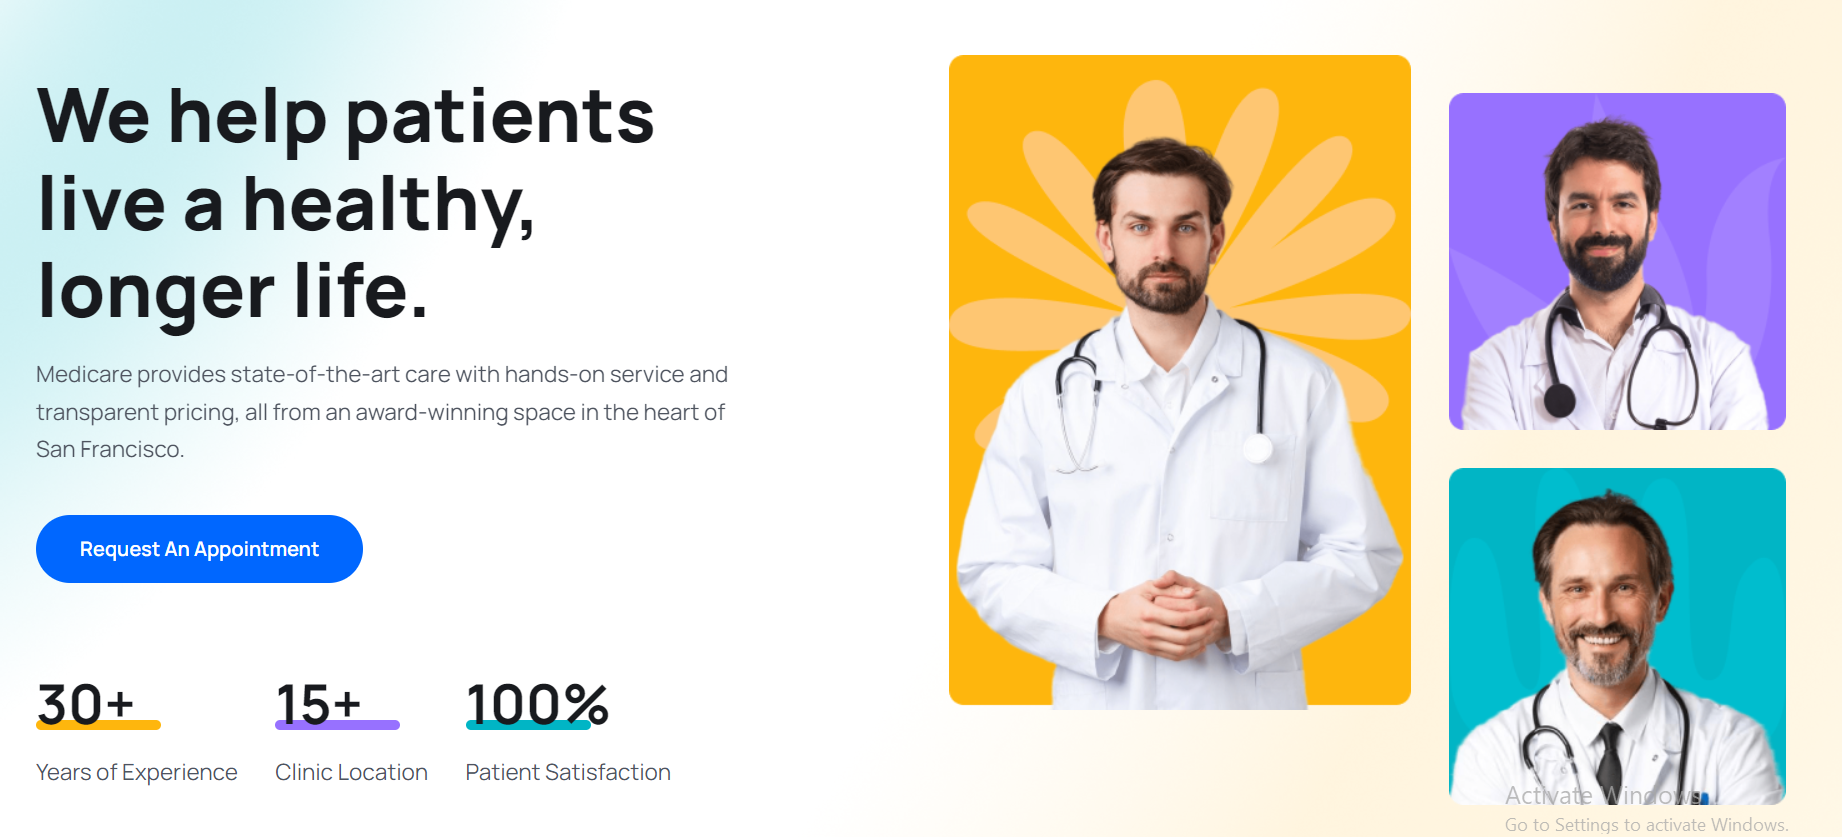 We help patients
live a healthy,
longer life.
Medicare provides state-of-the-art care with hands-on service and
transparent pricing, all from an award-winning space in the heart of
San Francisco.
Request An Appointment
30+
Years of Experience
15+
Clinic Location
100%
Patient Satisfaction
Activate Windows
Go to Settings to activate Windows.